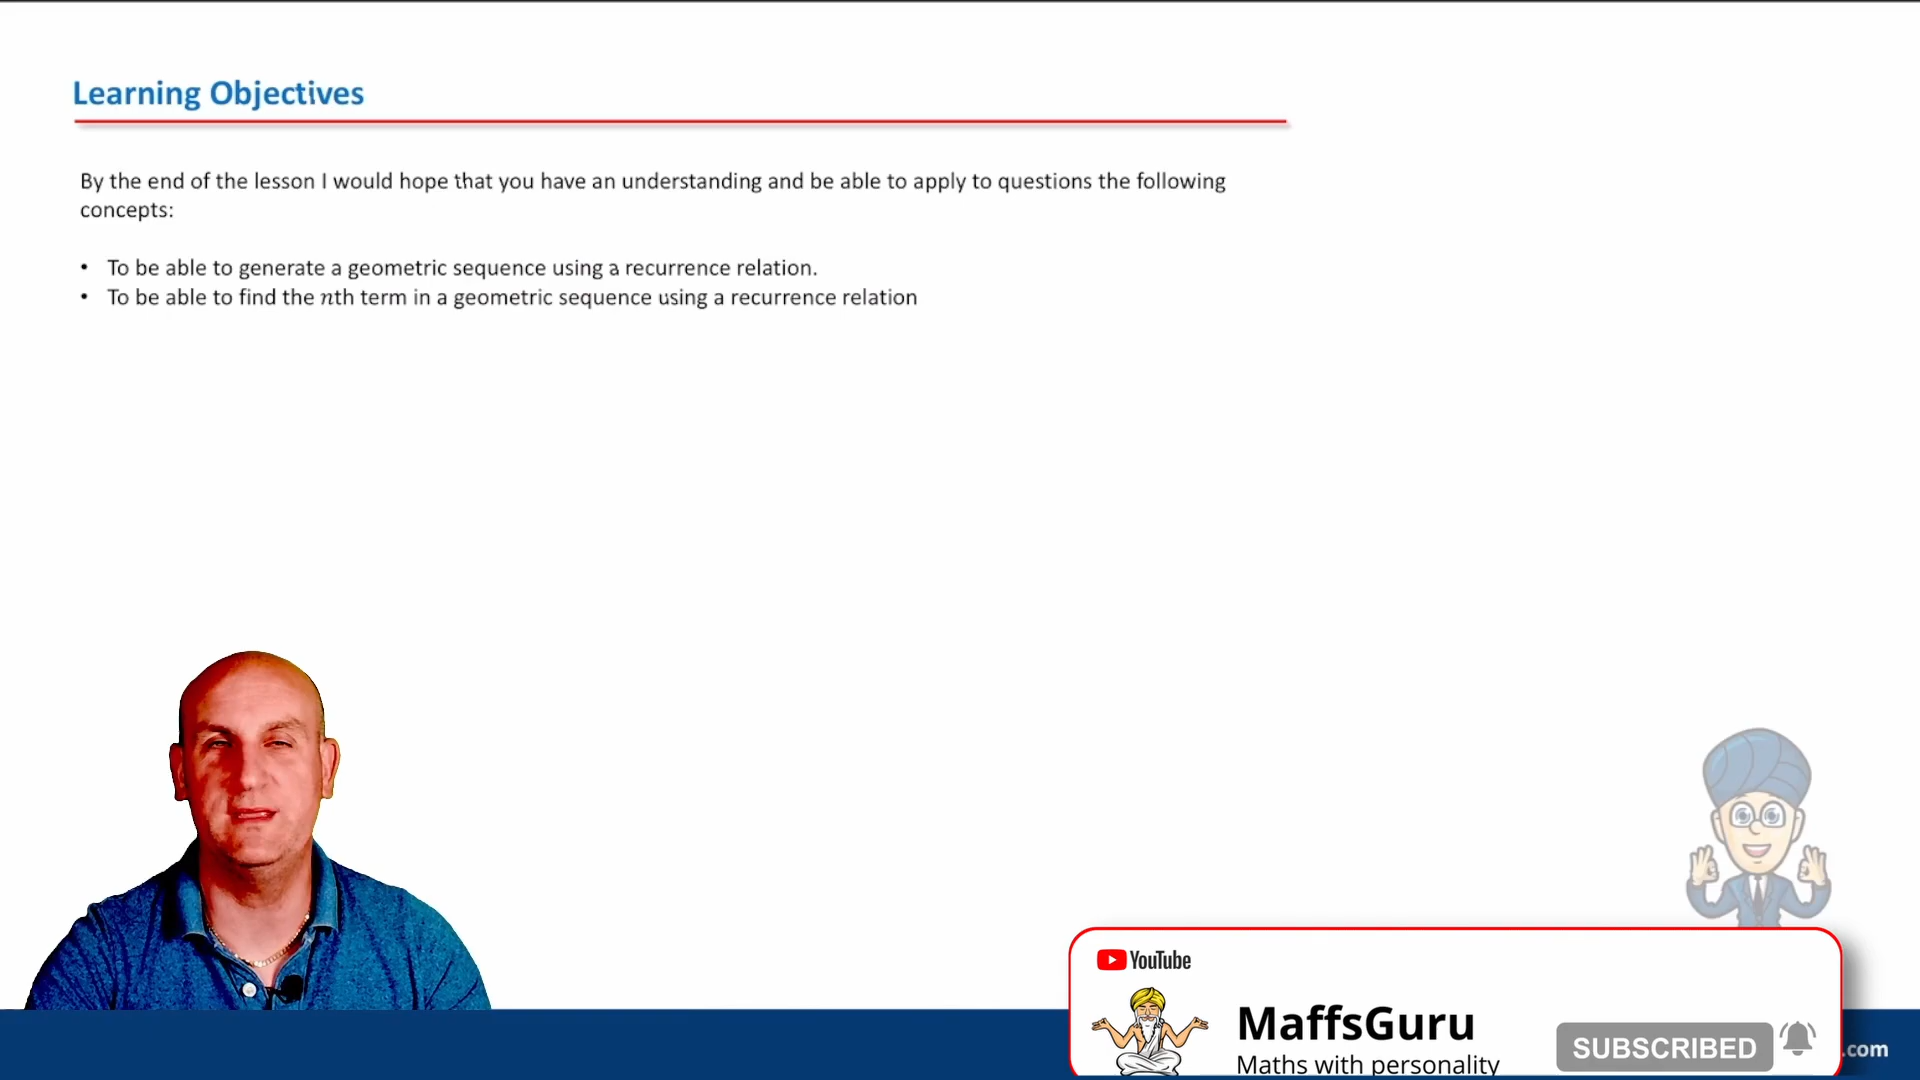 Learning Objectives
By the end of the lesson I would hope that you have an understanding and be able to apply to questions the following
concepts:
• To be able to generate a geometric sequence using a recurrence relation.
• To be able to find the nth term in a geometric sequence using a recurrence relation
YouTube
MaffsGuru
Maths with personality
SUBSCRIBED
.com